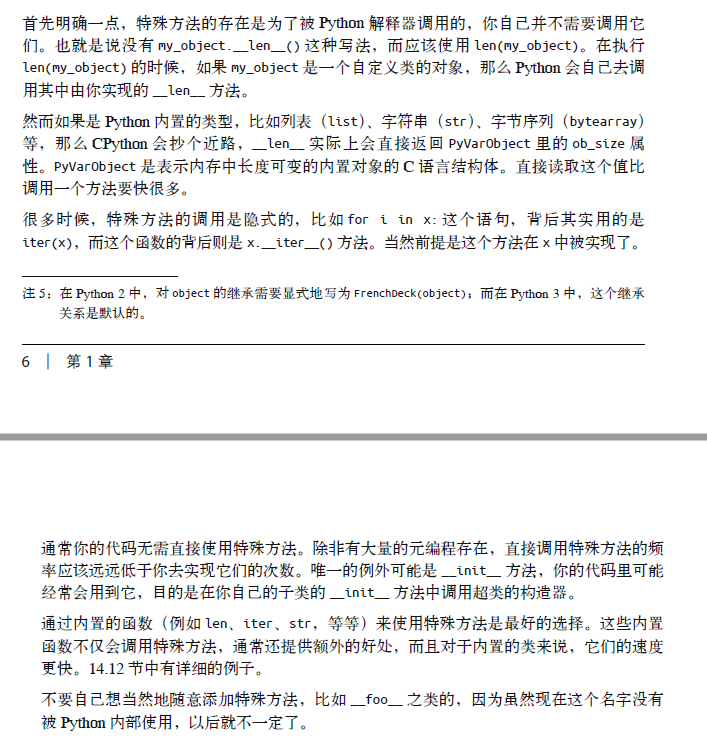 首先明确一点，特殊方法的存在是为了被 Python 解释器调用的，你自己并不需要调用它
们。也就是说没有 my_object.__len__() 这种写法，而应该使用 len(my_object)。在执行
len(my_object) 的时候，如果 my_object 是一个自定义类的对象，那么 Python 会自己去调
用其中由你实现的 __len__ 方法。
然而如果是 Python 内置的类型，比如列表（list）、字符串（str）、字节序列（bytearray）
等，那么 CPython 会抄个近路，__len__ 实际上会直接返回 PyVarObject 里的 ob_size 属
性。PyVarObject 是表示内存中长度可变的内置对象的 C 语言结构体。直接读取这个值比
调用一个方法要快很多。
很多时候，特殊方法的调用是隐式的，比如 for i in x: 这个语句，背后其实用的是
iter(x)，而这个函数的背后则是 x.__iter__() 方法。当然前提是这个方法在 x 中被实现了。
注 5：在 Python 2 中，对 object 的继承需要显式地写为 FrenchDeck(object)；而在 Python 3 中，这个继承
关系是默认的。
6 ｜ 第 1 章
通常你的代码无需直接使用特殊方法。除非有大量的元编程存在，直接调用特殊方法的频
率应该远远低于你去实现它们的次数。唯一的例外可能是 __init__ 方法，你的代码里可能
经常会用到它，目的是在你自己的子类的 __init__ 方法中调用超类的构造器。
通过内置的函数（例如 len、iter、str，等等）来使用特殊方法是最好的选择。这些内置
函数不仅会调用特殊方法，通常还提供额外的好处，而且对于内置的类来说，它们的速度
更快。14.12 节中有详细的例子。
不要自己想当然地随意添加特殊方法，比如 __foo__ 之类的，因为虽然现在这个名字没有
被 Python 内部使用，以后就不一定了。